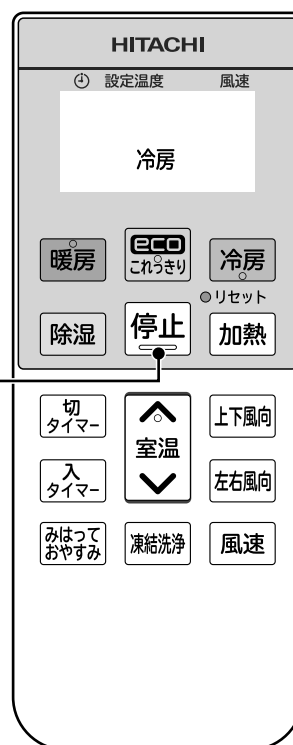 HITACHI
設定温度 風速
冷房
暖房
eco
これっきり
冷房
リセット
除湿
停止
加熱
切
タイマー
室温
上下風向
入
タイマー
左右風向
みはって
おやすみ
凍結洗浄
風速